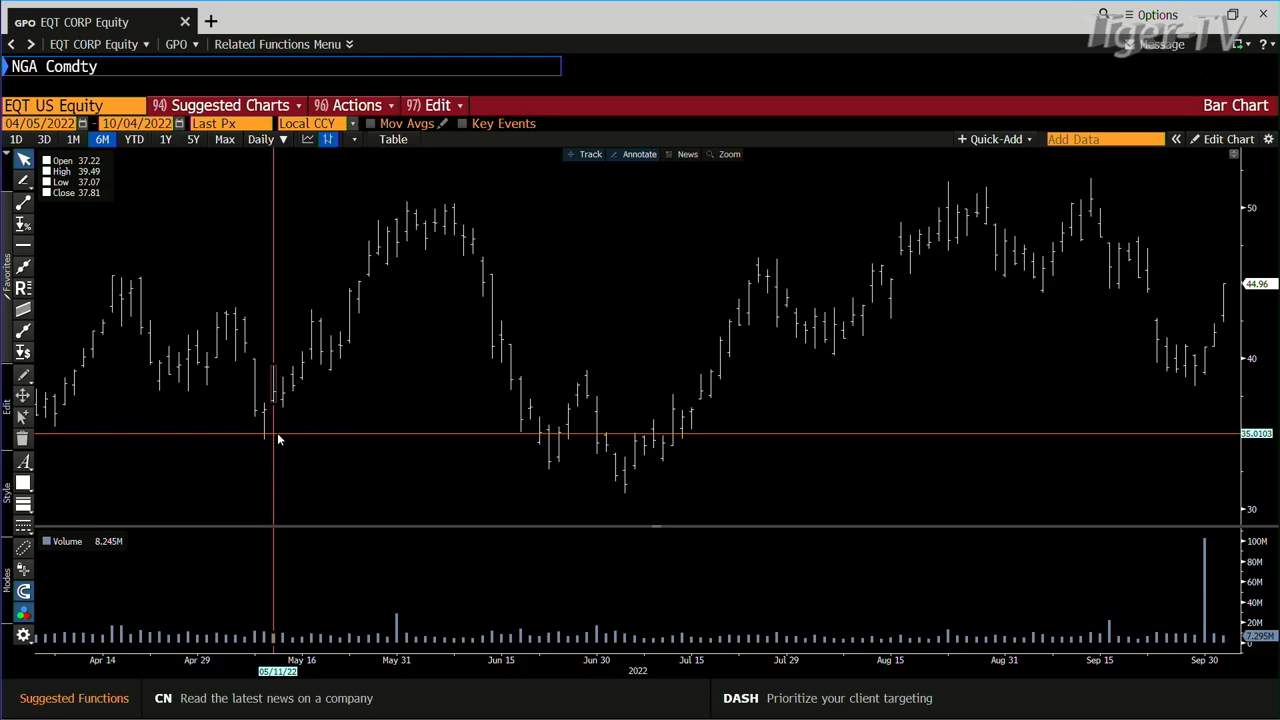 GPO EQT CORP Equity
Options
Tiger-TV
EQT CORP Equity GPO Related Functions Menu Message ?
NGA Comdty
EQT US Equity 94) Suggested Charts 96) Actions 97) Edit Bar Chart
04/05/2022 - 10/04/2022 Last Px Local CCY Mov Avgs Key Events
1D 3D 1M 6M YTD 1Y 5Y Max Daily Table + Quick-Add Add Data Edit Chart
Track Annotate News Zoom
Open 37.22
High 39.49
Low 37.07
Close 37.81
Favorites
Edit
Style
Modes
50
44.96
40
35.0103
30
Volume 8.245M
100M
80M
60M
40M
20M
7.295M
0
Apr 14 Apr 29 May 16 May 31 Jun 15 Jun 30 Jul 15 Jul 29 Aug 15 Aug 31 Sep 15 Sep 30
05/11/22 2022
Suggested Functions CN Read the latest news on a company DASH Prioritize your client targeting